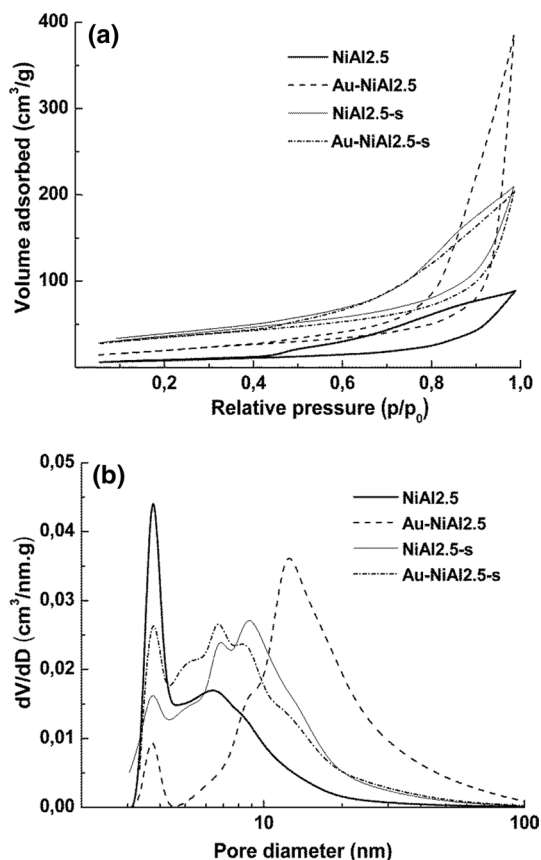 (a)
NiAl2.5
Au-NiAl2.5
NiAl2.5-s
Au-NiAl2.5-s
Volume adsorbed (cm³/g)
400
300
200
100
0,2 0,4 0,6 0,8 1,0
Relative pressure (p/p₀)
(b)
NiAl2.5
Au-NiAl2.5
NiAl2.5-s
Au-NiAl2.5-s
dV/dD (cm³/nm.g)
0,05
0,04
0,03
0,02
0,01
0,00
10 100
Pore diameter (nm)